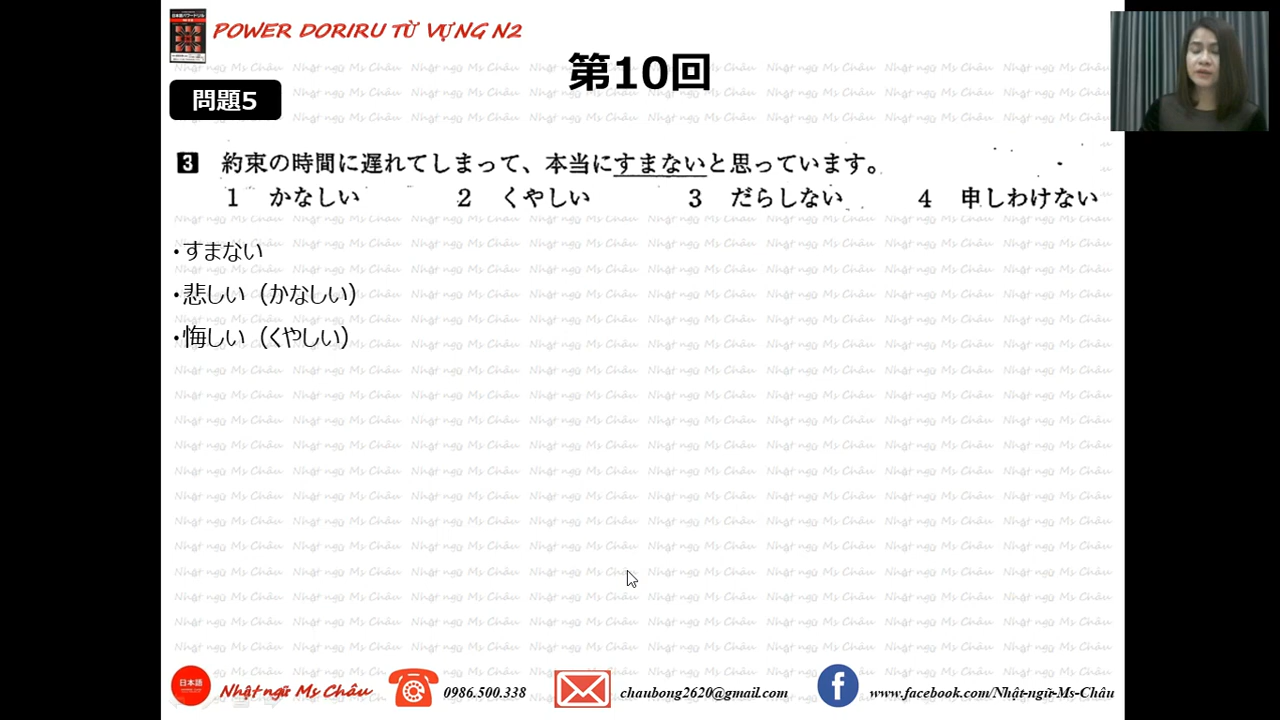 POWER DORIRU TỪ VỰNG N2
第10回
問題5
3 約束の時間に遅れてしまって、本当にすまないと思っています。
1 かなしい 2 くやしい 3 だらしない 4 申しわけない
・すまない
・悲しい（かなしい）
・悔しい（くやしい）
日本語
Nhật ngữ Ms Châu
0986.500.338
chaubong2620@gmail.com
www.facebook.com/Nhật-ngữ-Ms-Châu